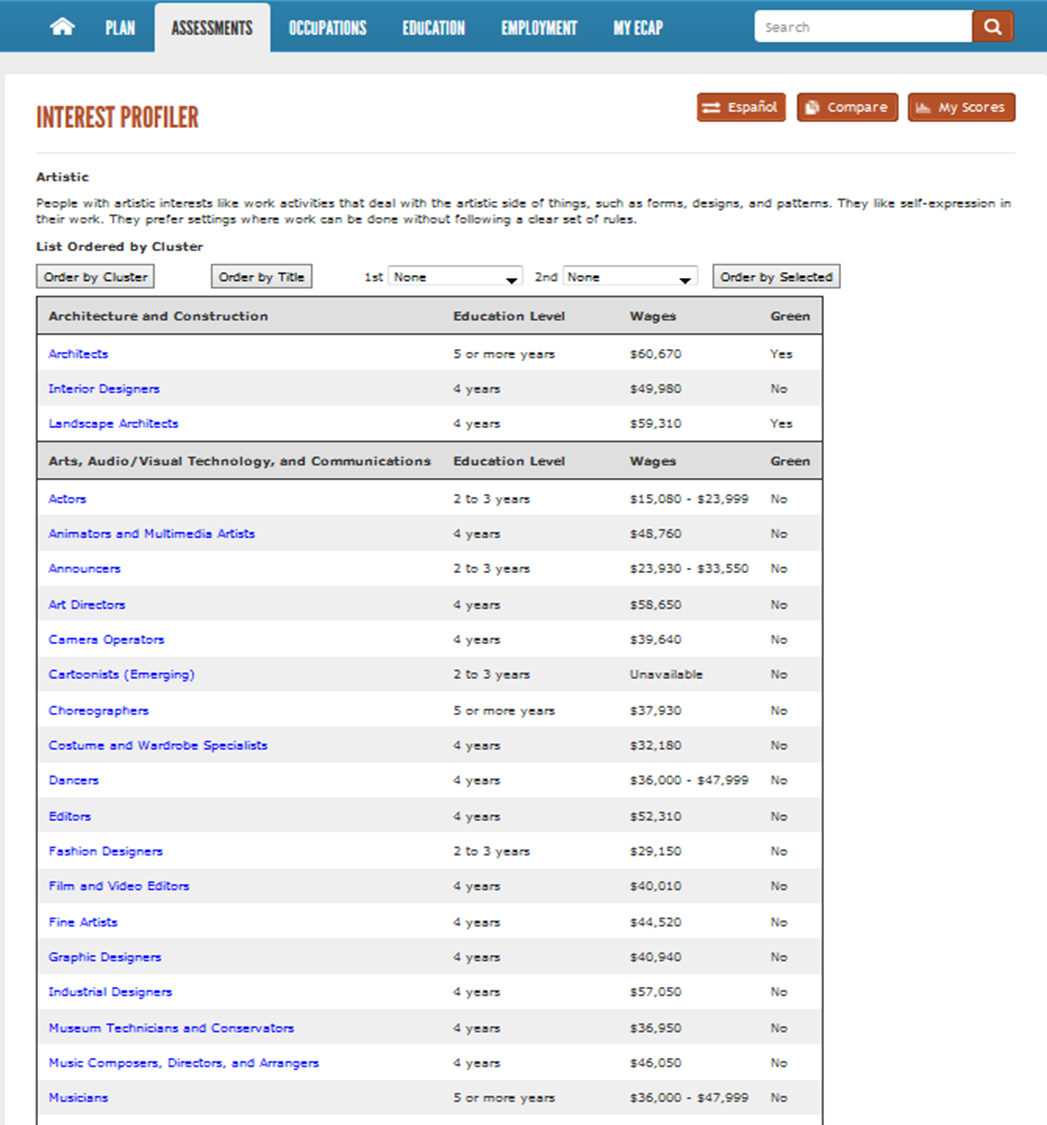 PLAN ASSESSMENTS OCCUPATIONS EDUCATION EMPLOYMENT MY ECAP Search
INTEREST PROFILER Español Compare My Scores
Artistic
People with artistic interests like work activities that deal with the artistic side of things, such as forms, designs, and patterns. They like self-expression in
their work. They prefer settings where work can be done without following a clear set of rules.
List Ordered by Cluster
Order by Cluster Order by Title 1st None 2nd None Order by Selected
Architecture and Construction Education Level Wages Green
Architects 5 or more years $60,670 Yes
Interior Designers 4 years $49,980 No
Landscape Architects 4 years $59,310 Yes
Arts, Audio/Visual Technology, and Communications Education Level Wages Green
Actors 2 to 3 years $15,080 - $23,999 No
Animators and Multimedia Artists 4 years $48,760 No
Announcers 2 to 3 years $23,930 - $33,550 No
Art Directors 4 years $58,650 No
Camera Operators 4 years $39,640 No
Cartoonists (Emerging) 2 to 3 years Unavailable No
Choreographers 5 or more years $37,930 No
Costume and Wardrobe Specialists 4 years $32,180 No
Dancers 4 years $36,000 - $47,999 No
Editors 4 years $52,310 No
Fashion Designers 2 to 3 years $29,150 No
Film and Video Editors 4 years $40,010 No
Fine Artists 4 years $44,520 No
Graphic Designers 4 years $40,940 No
Industrial Designers 4 years $57,050 No
Museum Technicians and Conservators 4 years $36,950 No
Music Composers, Directors, and Arrangers 4 years $46,050 No
Musicians 5 or more years $36,000 - $47,999 No